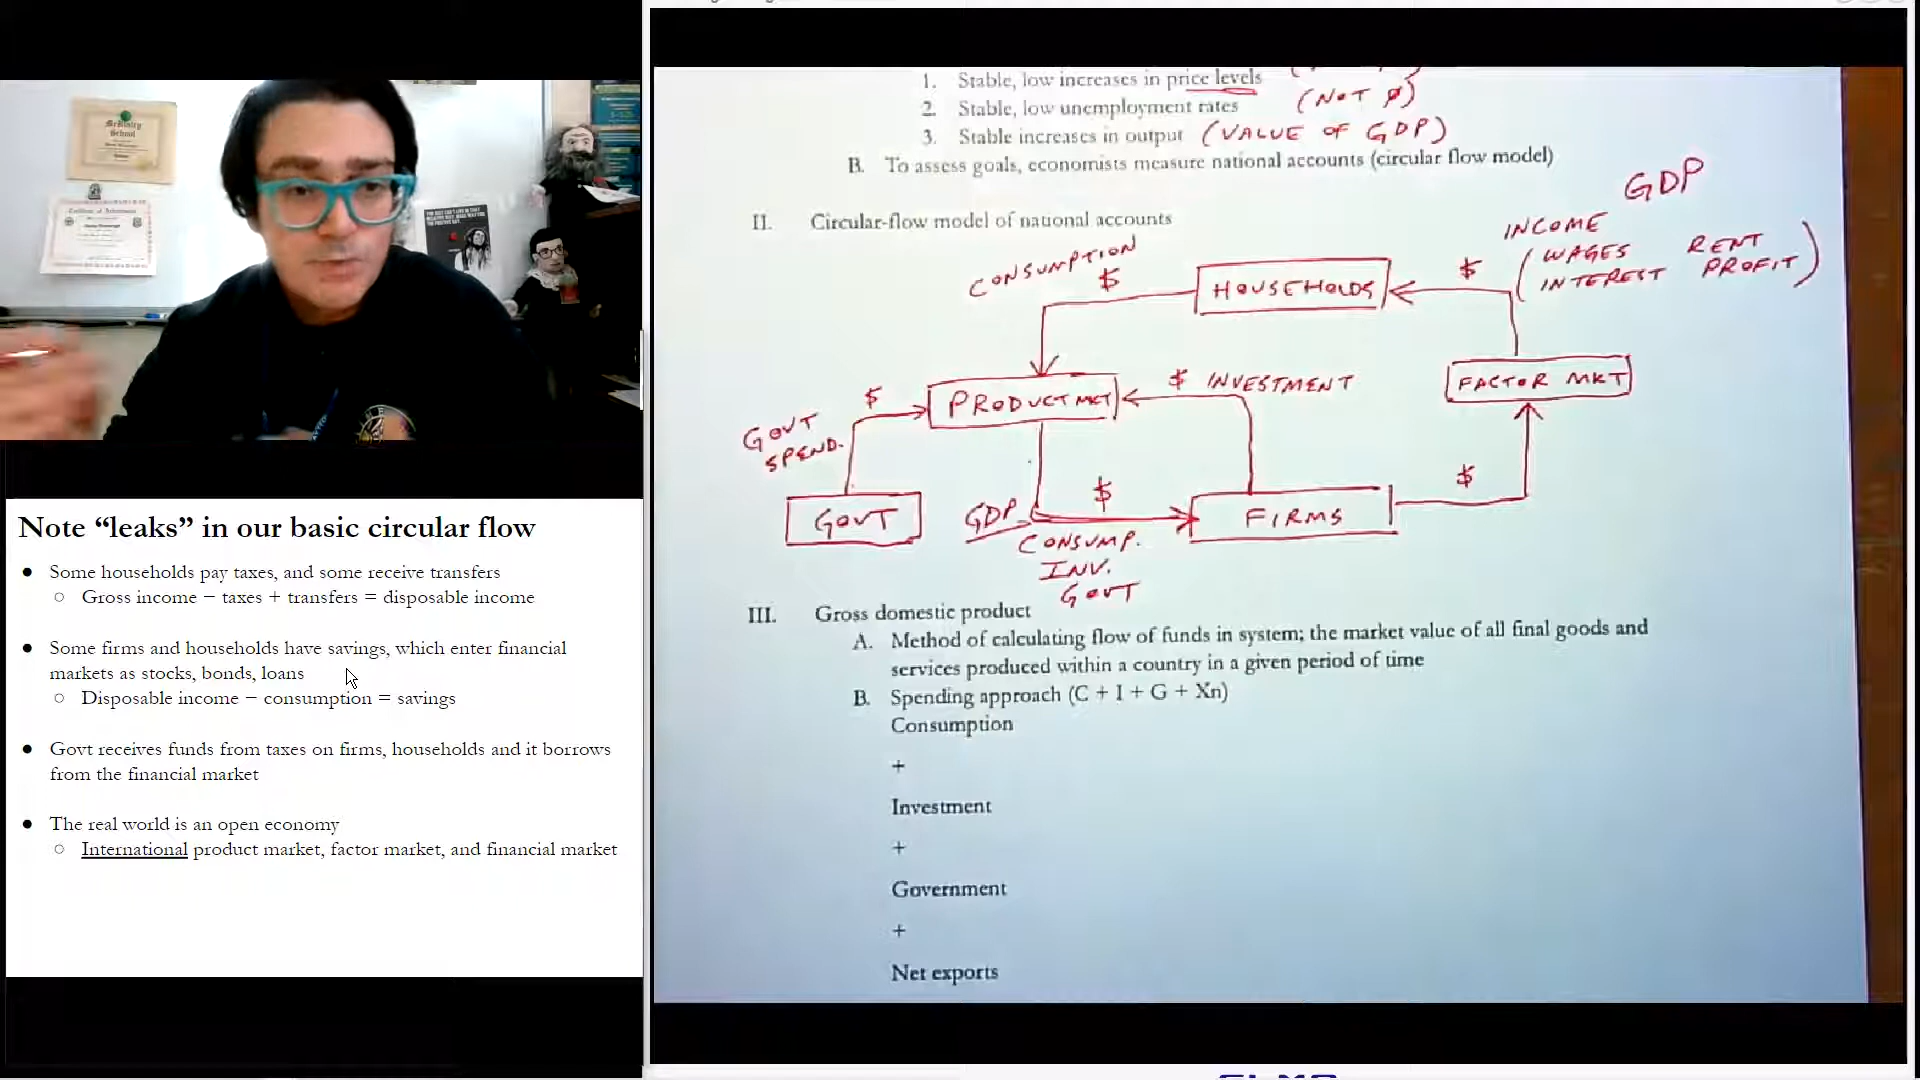 McKinley
School
Note “leaks” in our basic circular flow
● Some households pay taxes, and some receive transfers
○ Gross income − taxes + transfers = disposable income
● Some firms and households have savings, which enter financial
markets as stocks, bonds, loans
○ Disposable income − consumption = savings
● Govt receives funds from taxes on firms, households and it borrows
from the financial market
● The real world is an open economy
○ International product market, factor market, and financial market
1. Stable, low increases in price levels
2. Stable, low unemployment rates (NOT Ø)
3. Stable increases in output (VALUE OF GDP)
B. To assess goals, economists measure national accounts (circular flow model)
GDP
II. Circular-flow model of national accounts
INCOME
(WAGES RENT
INTEREST PROFIT)
CONSUMPTION
$
HOUSEHOLDS
$
PRODUCT MKT
$ INVESTMENT
FACTOR MKT
$
GOVT
SPEND.
GOVT
GDP
$
FIRMS
$
CONSUMP.
INV.
GOVT
III. Gross domestic product
A. Method of calculating flow of funds in system; the market value of all final goods and
services produced within a country in a given period of time
B. Spending approach (C + I + G + Xn)
Consumption
+
Investment
+
Government
+
Net exports